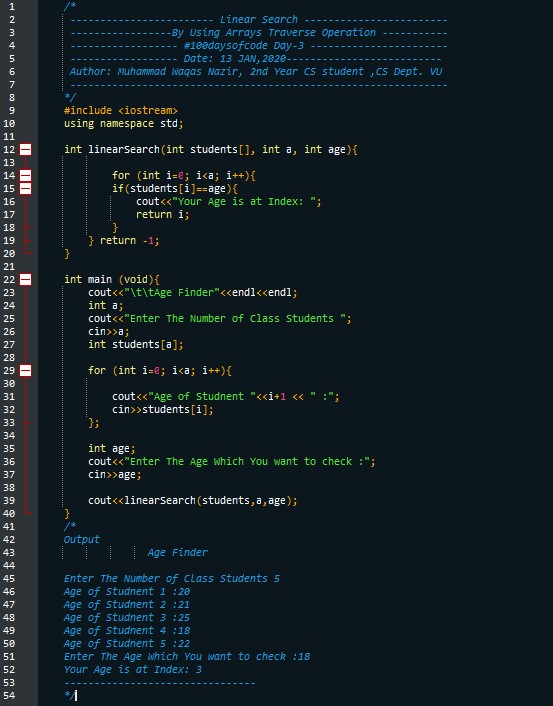 1 /*
2 ------------------------ Linear Search ------------------------
3 -----------------By Using Arrays Traverse Operation ------------
4 ------------------ #100daysofcode Day-3 -----------------------
5 ------------------ Date: 13 JAN,2020--------------------------
6 Author: Muhammad Waqas Nazir, 2nd Year CS student ,CS Dept. VU
7 ---------------------------------------------------------------
8 */
9 #include <iostream>
10 using namespace std;
11
12 int linearSearch(int students[], int a, int age){
13
14 for (int i=0; i<a; i++){
15 if(students[i]==age){
16 cout<<"Your Age is at Index: ";
17 return i;
18 }
19 } return -1;
20 }
21
22 int main (void){
23 cout<<"\t\tAge Finder"<<endl<<endl;
24 int a;
25 cout<<"Enter The Number of Class Students ";
26 cin>>a;
27 int students[a];
28
29 for (int i=0; i<a; i++){
30
31 cout<<"Age of Studnent "<<i+1 << " :";
32 cin>>students[i];
33 };
34
35 int age;
36 cout<<"Enter The Age Which You want to check :";
37 cin>>age;
38
39 cout<<linearSearch(students,a,age);
40 }
41 /*
42 Output
43 Age Finder
44
45 Enter The Number of Class Students 5
46 Age of Studnent 1 :20
47 Age of Studnent 2 :21
48 Age of Studnent 3 :25
49 Age of Studnent 4 :18
50 Age of Studnent 5 :22
51 Enter The Age Which You want to check :18
52 Your Age is at Index: 3
53 --------------------------------
54 */